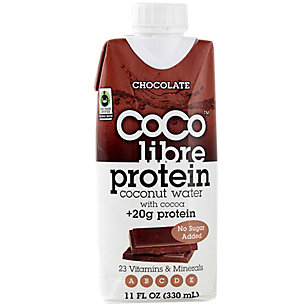 CHOCOLATE
CoCo™
libre
protein
coconut water
with cocoa
+20g protein
No Sugar
Added
23 Vitamins & Minerals
A B C D E
11 FL OZ (330 mL)